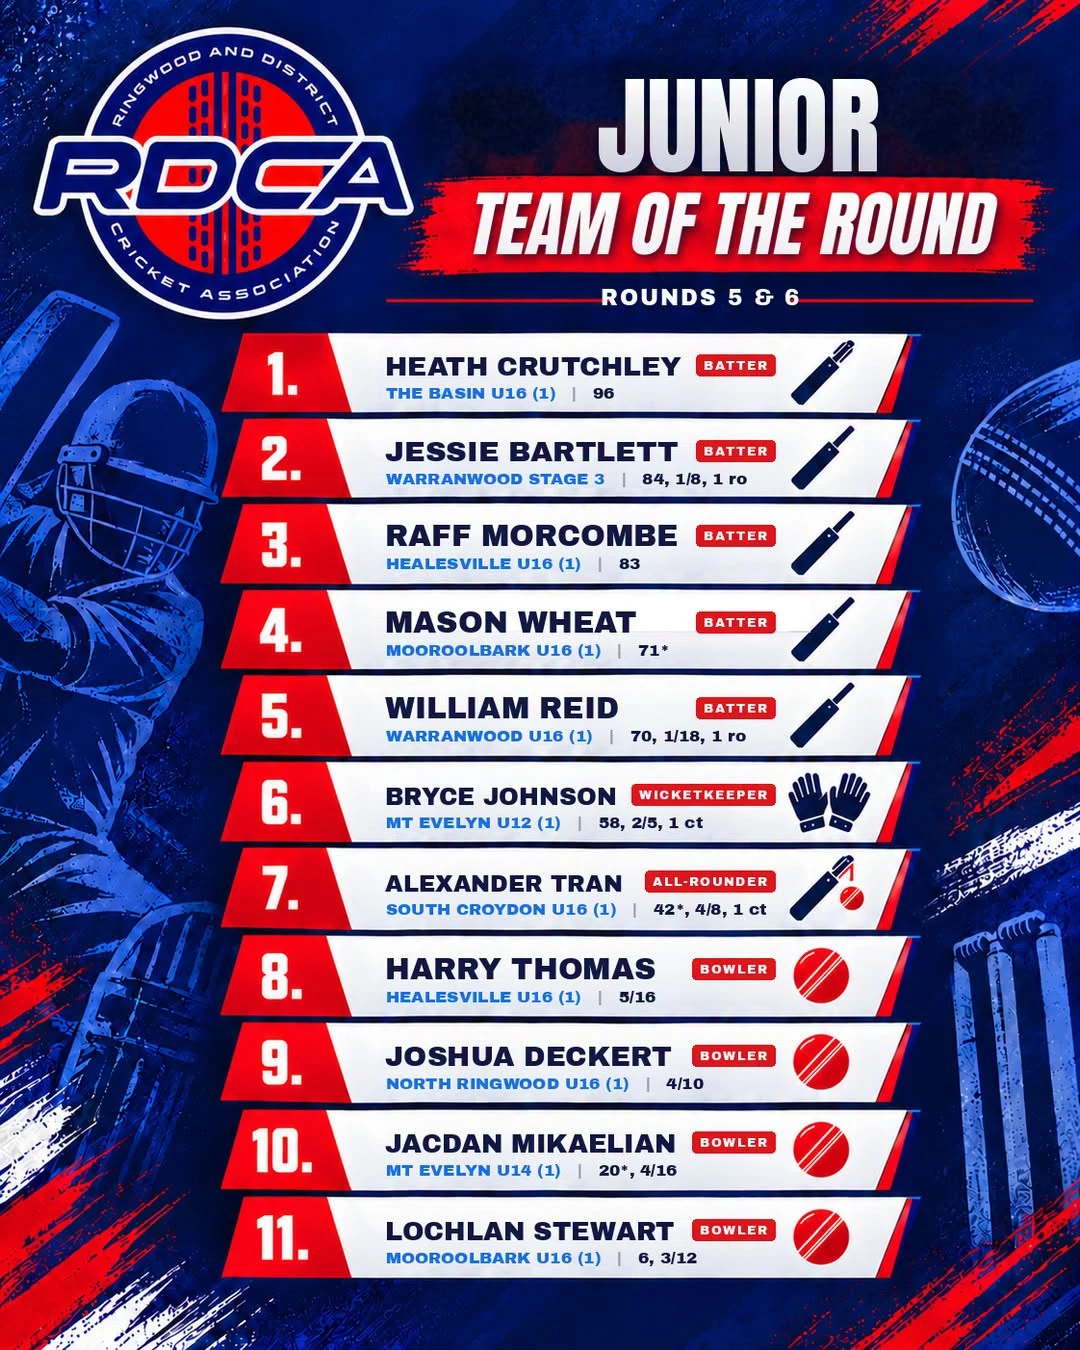 RINGWOOD AND DISTRICT
RDCA
CRICKET ASSOCIATION
JUNIOR
TEAM OF THE ROUND
ROUNDS 5 & 6
1.
HEATH CRUTCHLEY BATTER
THE BASIN U16 (1) | 96
2.
JESSIE BARTLETT BATTER
WARRANWOOD STAGE 3 | 84, 1/8, 1 ro
3.
RAFF MORCOMBE BATTER
HEALESVILLE U16 (1) | 83
4.
MASON WHEAT BATTER
MOOROOLBARK U16 (1) | 71*
5.
WILLIAM REID BATTER
WARRANWOOD U16 (1) | 70, 1/18, 1 ro
6.
BRYCE JOHNSON WICKETKEEPER
MT EVELYN U12 (1) | 58, 2/5, 1 ct
7.
ALEXANDER TRAN ALL-ROUNDER
SOUTH CROYDON U16 (1) | 42*, 4/8, 1 ct
8.
HARRY THOMAS BOWLER
HEALESVILLE U16 (1) | 5/16
9.
JOSHUA DECKERT BOWLER
NORTH RINGWOOD U16 (1) | 4/10
10.
JACDAN MIKAELIAN BOWLER
MT EVELYN U14 (1) | 20*, 4/16
11.
LOCHLAN STEWART BOWLER
MOOROOLBARK U16 (1) | 6, 3/12